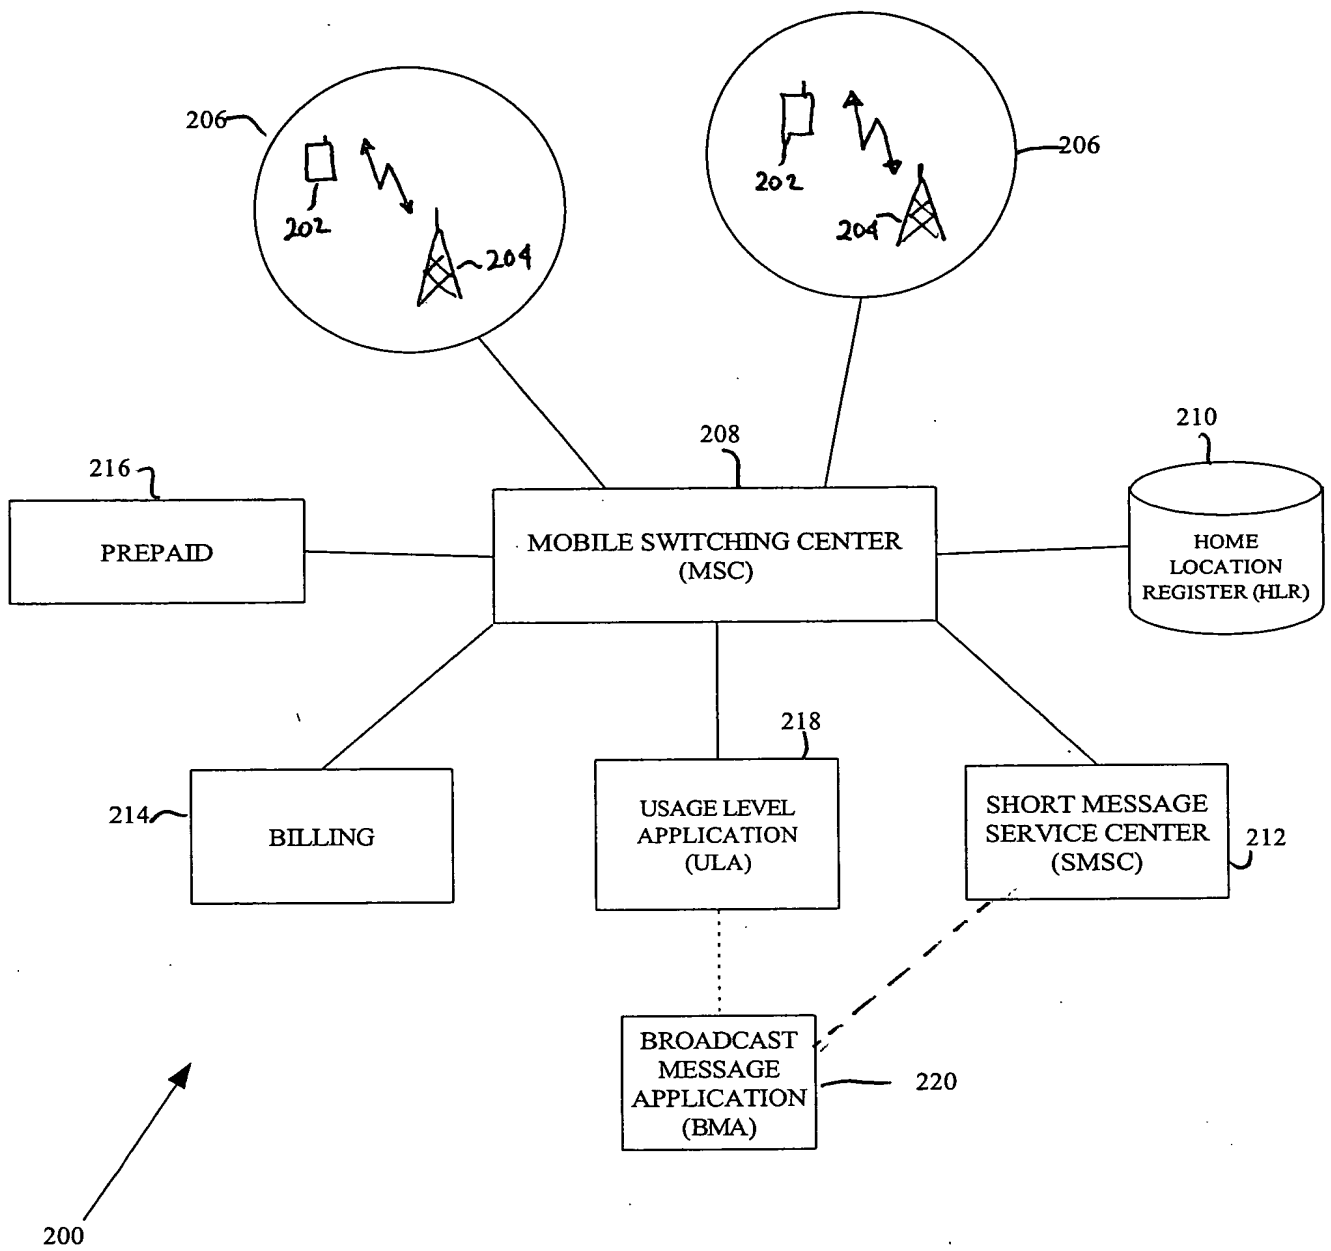 206
202
204
202
204
206
208
210
216
PREPAID
MOBILE SWITCHING CENTER
(MSC)
HOME
LOCATION
REGISTER (HLR)
214
BILLING
218
USAGE LEVEL
APPLICATION
(ULA)
SHORT MESSAGE
SERVICE CENTER
(SMSC)
212
BROADCAST
MESSAGE
APPLICATION
(BMA)
220
200